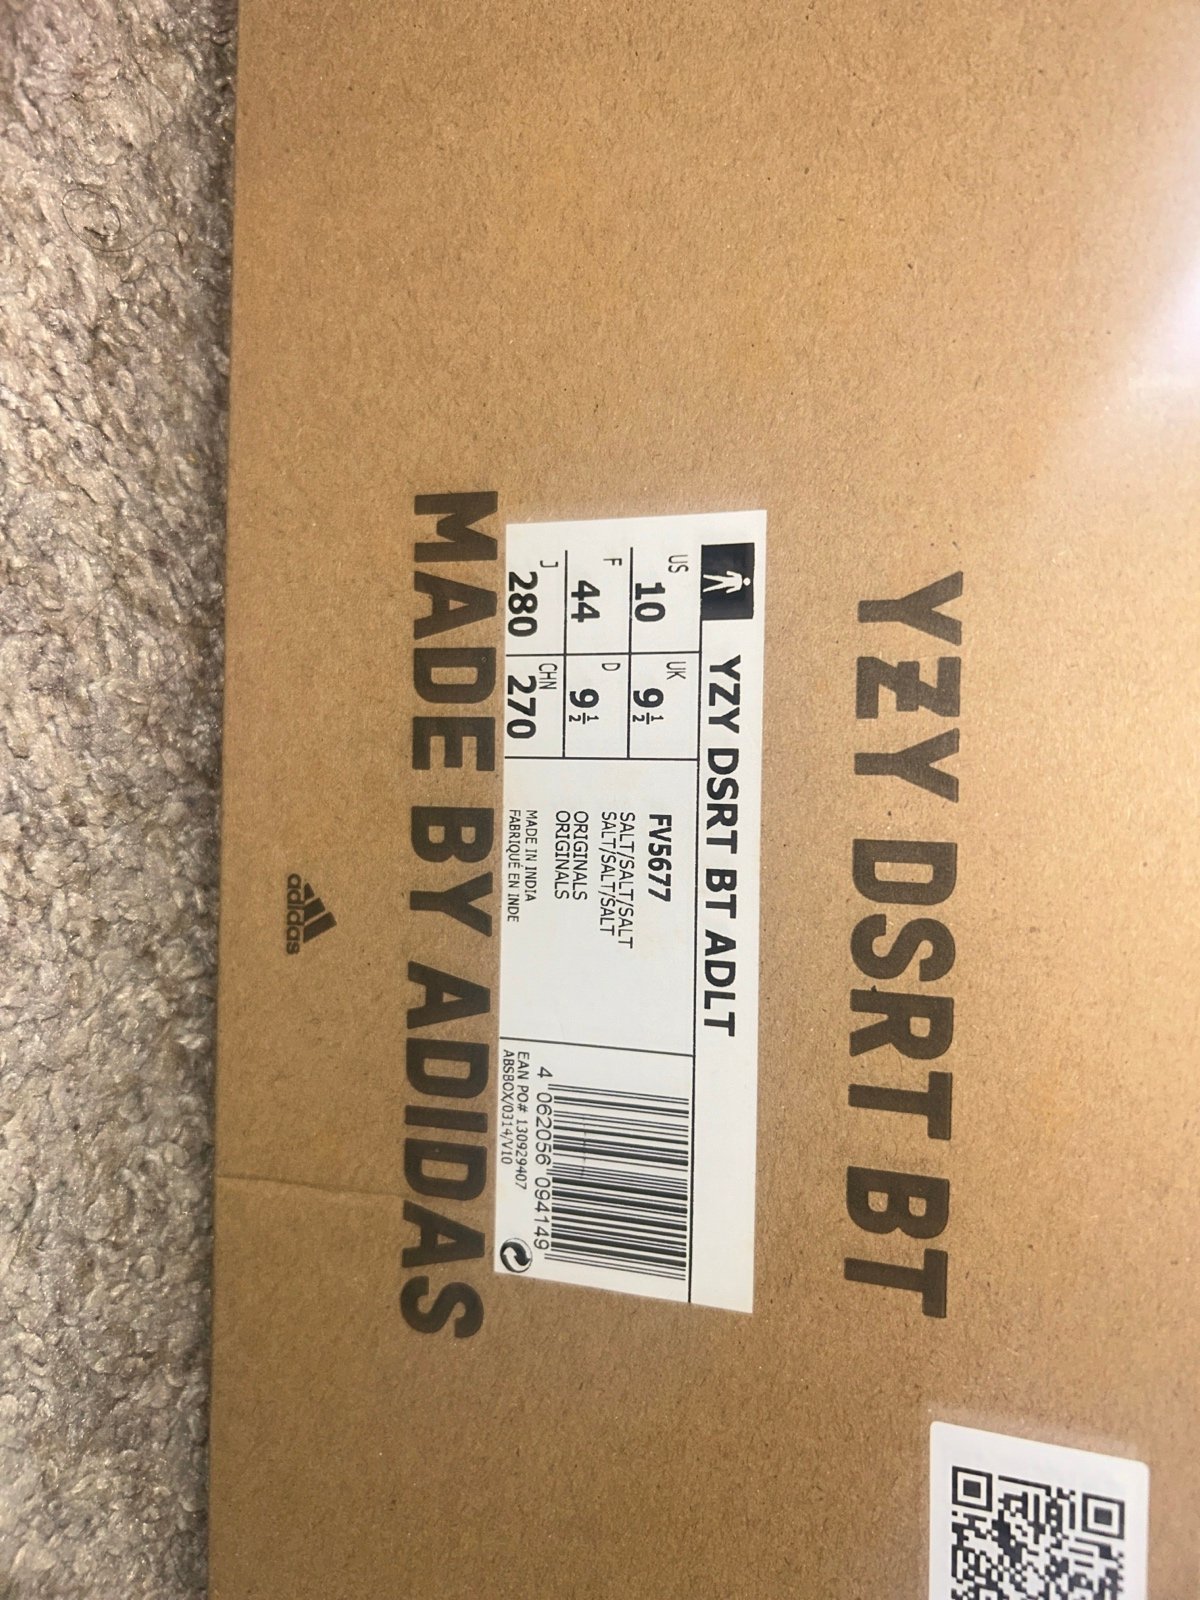 YZY DSRT BT
YZY DSRT BT ADLT
US 10 UK 9½
F 44 D 9½
J 280 CHN 270
FV5677
SALT/SALT/SALT
SALT/SALT/SALT
ORIGINALS
ORIGINALS
MADE IN INDIA
FABRIQUÉ EN INDE
4 062056 094149
EAN PO# 130929407
ABSBOX/0314/V10
MADE BY ADIDAS
adidas